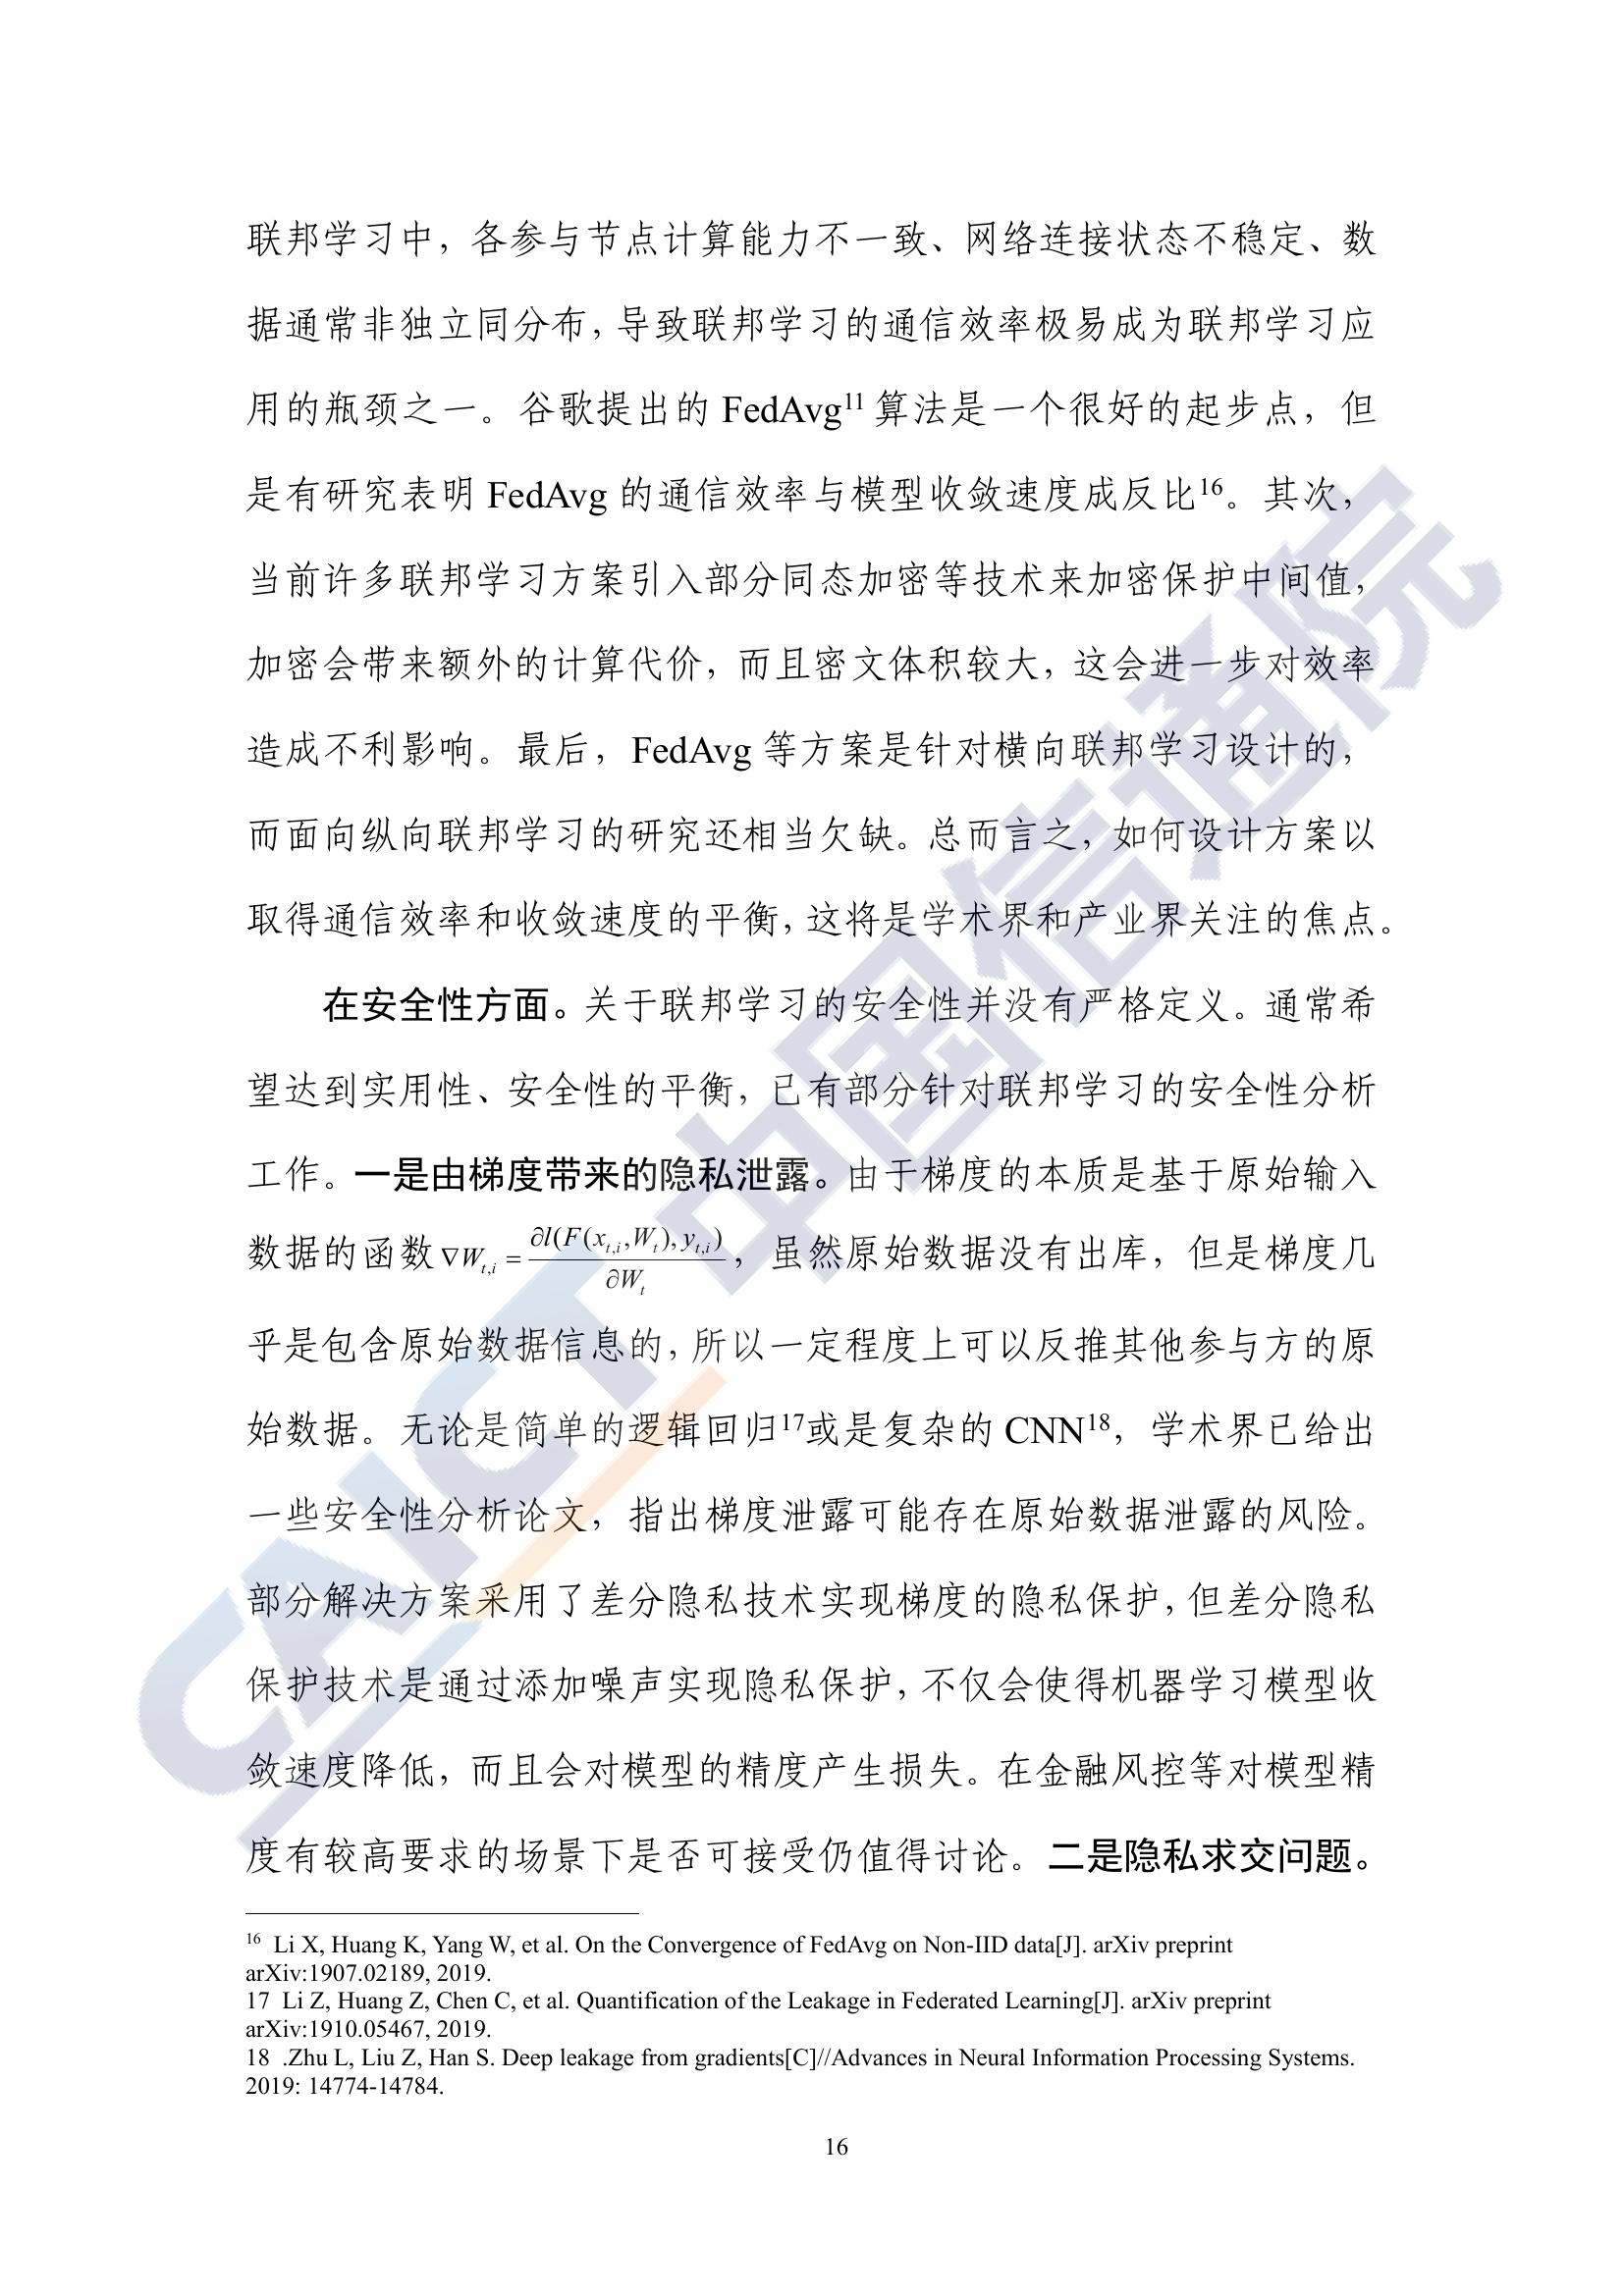 联邦学习中，各参与节点计算能力不一致、网络连接状态不稳定、数
据通常非独立同分布，导致联邦学习的通信效率极易成为联邦学习应
用的瓶颈之一。谷歌提出的 FedAvg¹¹ 算法是一个很好的起步点，但
是有研究表明 FedAvg 的通信效率与模型收敛速度成反比¹⁶。其次，
当前许多联邦学习方案引入部分同态加密等技术来加密保护中间值，
加密会带来额外的计算代价，而且密文体积较大，这会进一步对效率
造成不利影响。最后，FedAvg 等方案是针对横向联邦学习设计的，
而面向纵向联邦学习的研究还相当欠缺。总而言之，如何设计方案以
取得通信效率和收敛速度的平衡，这将是学术界和产业界关注的焦点。
在安全性方面。关于联邦学习的安全性并没有严格定义。通常希
望达到实用性、安全性的平衡，已有部分针对联邦学习的安全性分析
工作。一是由梯度带来的隐私泄露。由于梯度的本质是基于原始输入
数据的函数 ∇W_{t,i} = ∂l(F(x_{t,i},W_t), y_{t,i}) / ∂W_t，虽然原始数据没有出库，但是梯度几
乎是包含原始数据信息的，所以一定程度上可以反推其他参与方的原
始数据。无论是简单的逻辑回归¹⁷或是复杂的 CNN¹⁸，学术界已给出
一些安全性分析论文，指出梯度泄露可能存在原始数据泄露的风险。
部分解决方案采用了差分隐私技术实现梯度的隐私保护，但差分隐私
保护技术是通过添加噪声实现隐私保护，不仅会使得机器学习模型收
敛速度降低，而且会对模型的精度产生损失。在金融风控等对模型精
度有较高要求的场景下是否可接受仍值得讨论。二是隐私求交问题。
¹⁶ Li X, Huang K, Yang W, et al. On the Convergence of FedAvg on Non-IID data[J]. arXiv preprint
arXiv:1907.02189, 2019.
17 Li Z, Huang Z, Chen C, et al. Quantification of the Leakage in Federated Learning[J]. arXiv preprint
arXiv:1910.05467, 2019.
18 .Zhu L, Liu Z, Han S. Deep leakage from gradients[C]//Advances in Neural Information Processing Systems.
2019: 14774-14784.
16
CAICT 中国信通院